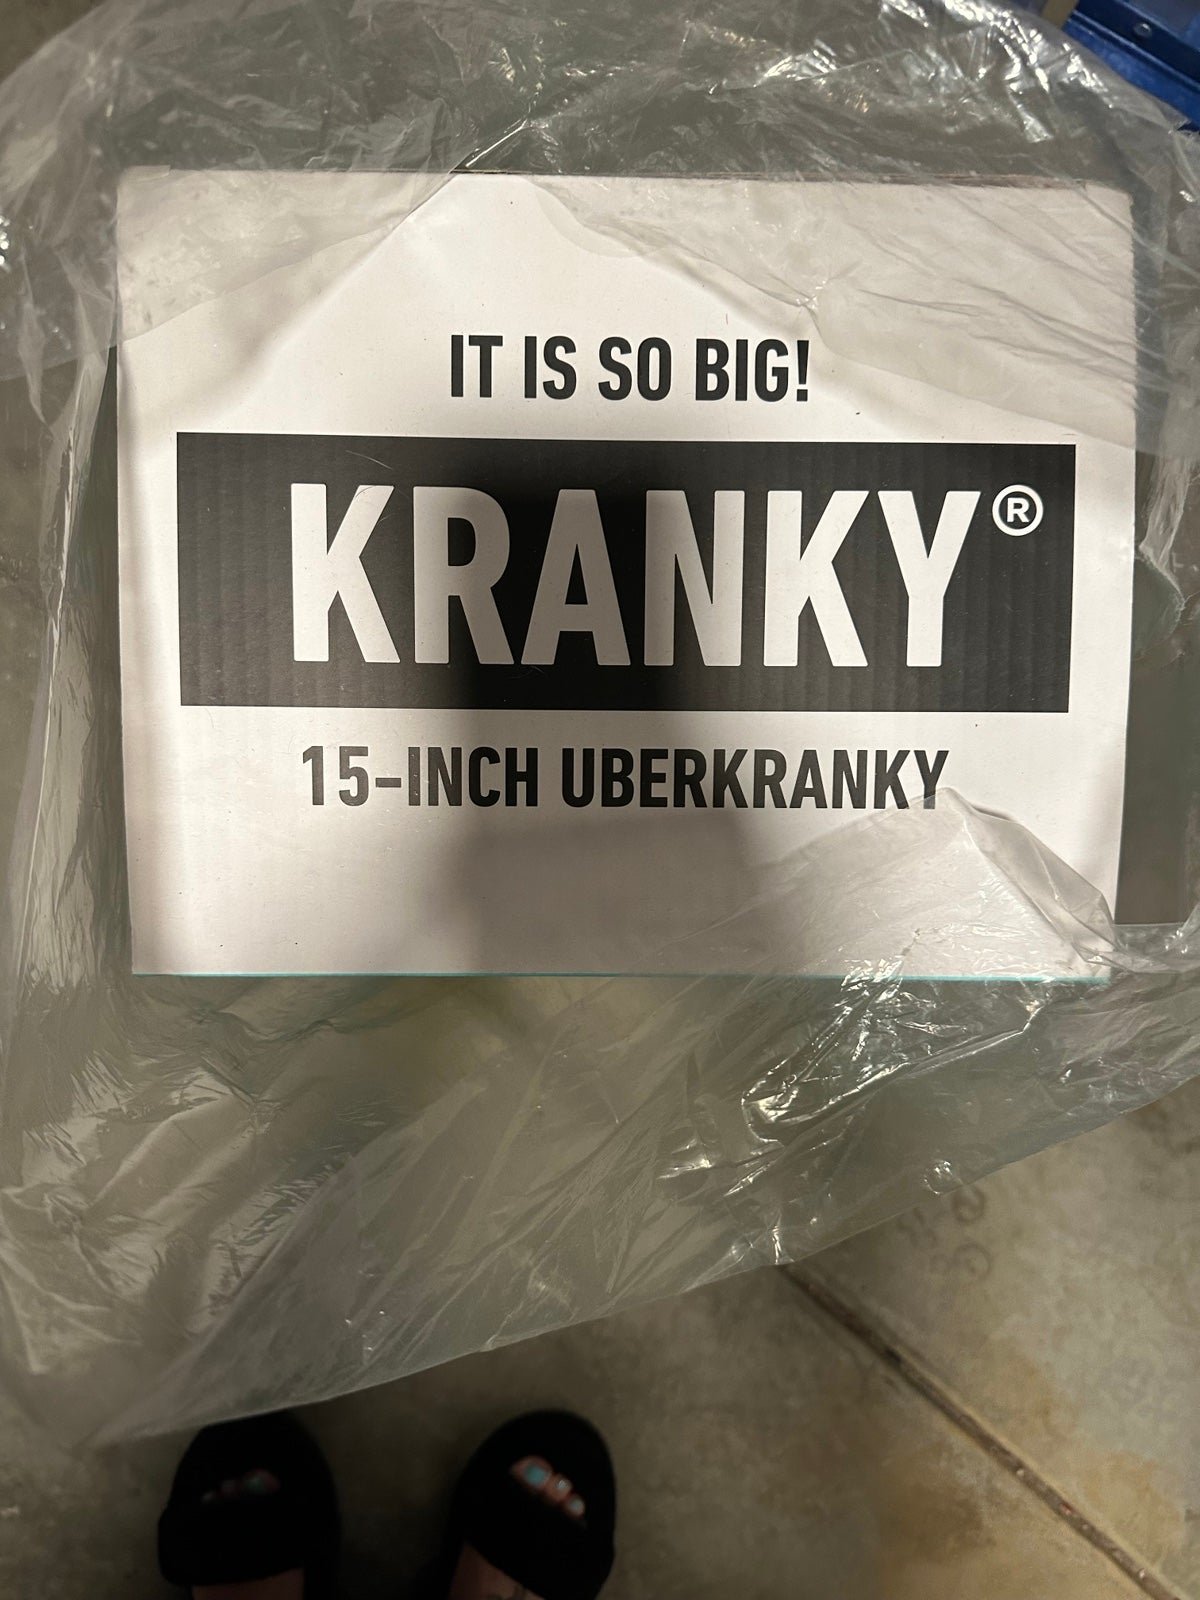 IT IS SO BIG!
KRANKY®
15-INCH UBERKRANKY